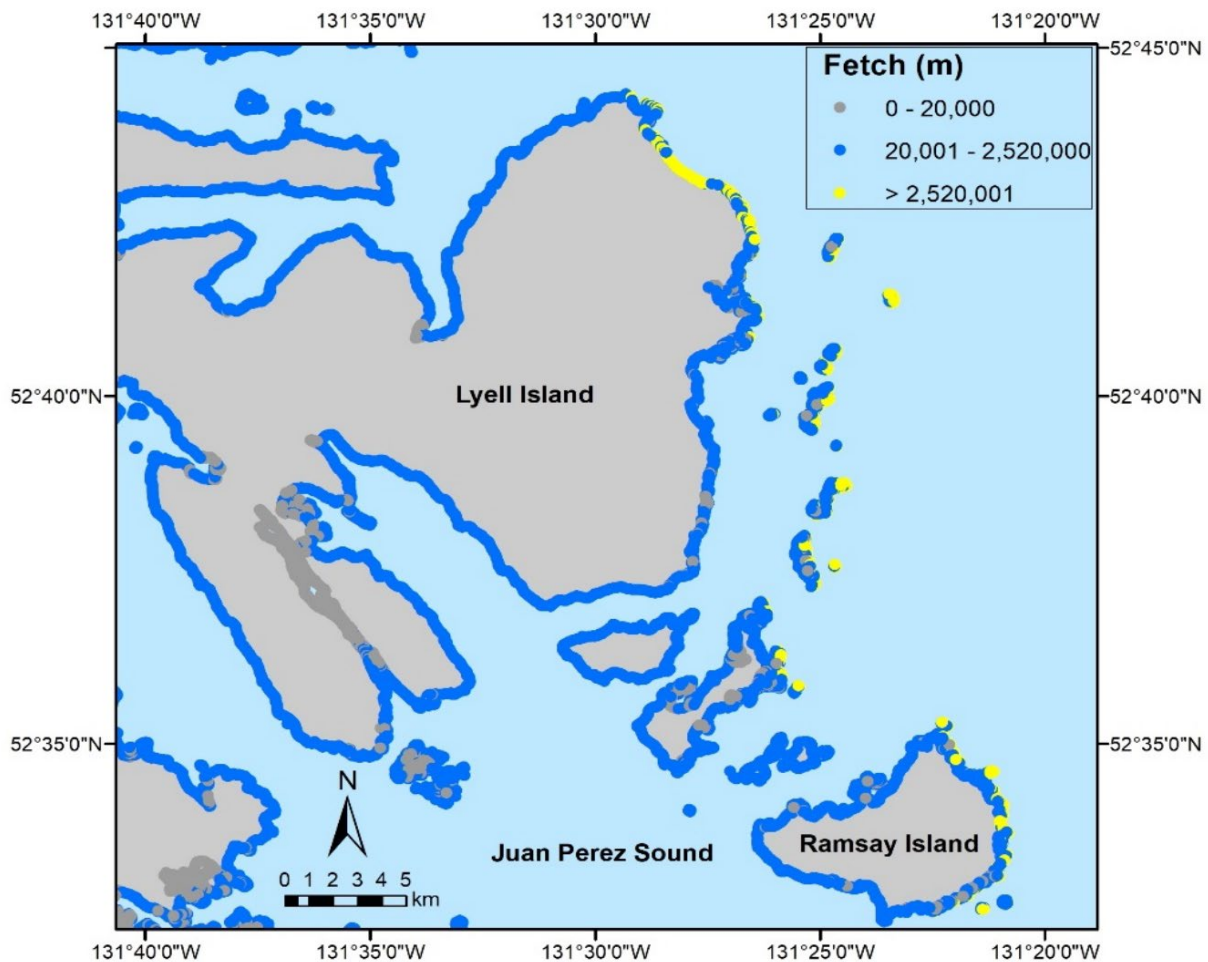 131°40'0"W 131°35'0"W 131°30'0"W 131°25'0"W 131°20'0"W
52°45'0"N
Fetch (m)
0 - 20,000
20,001 - 2,520,000
> 2,520,001
52°40'0"N 52°40'0"N
Lyell Island
52°35'0"N 52°35'0"N
N
Juan Perez Sound
Ramsay Island
0 1 2 3 4 5
km
131°40'0"W 131°35'0"W 131°30'0"W 131°25'0"W 131°20'0"W